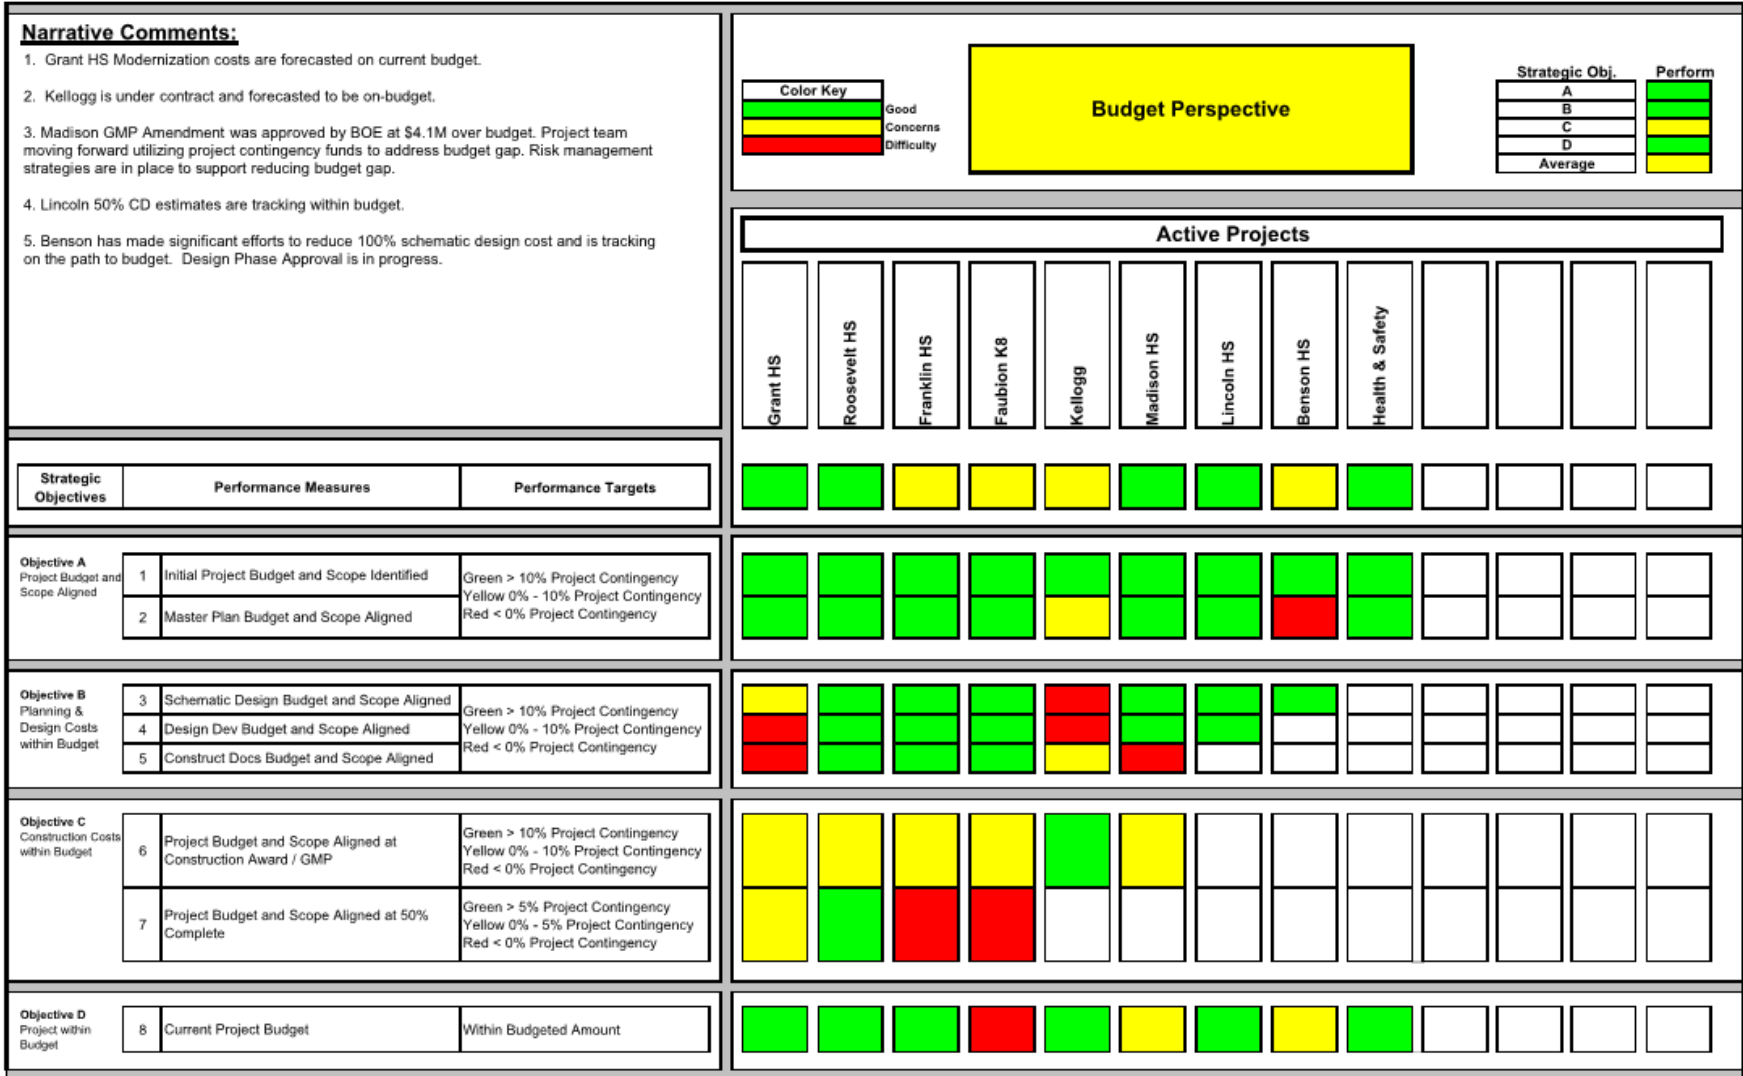 Narrative Comments:
1.  Grant HS Modernization costs are forecasted on current budget.
2.  Kellogg is under contract and forecasted to be on-budget.
3. Madison GMP Amendment was approved by BOE at $4.1M over budget. Project team
moving forward utilizing project contingency funds to address budget gap. Risk management
strategies are in place to support reducing budget gap.
4. Lincoln 50% CD estimates are tracking within budget.
5. Benson has made significant efforts to reduce 100% schematic design cost and is tracking
on the path to budget.  Design Phase Approval is in progress.
Color Key
Good
Concerns
Difficulty
Budget Perspective
Strategic Obj.
Perform
A
B
C
D
Average
Active Projects
Grant HS
Roosevelt HS
Franklin HS
Faubion K8
Kellogg
Madison HS
Lincoln HS
Benson HS
Health & Safety
Strategic
Objectives
Performance Measures
Performance Targets
Objective A
Project Budget and
Scope Aligned
1
Initial Project Budget and Scope Identified
2
Master Plan Budget and Scope Aligned
Green > 10% Project Contingency
Yellow 0% - 10% Project Contingency
Red < 0% Project Contingency
Objective B
Planning &
Design Costs
within Budget
3
Schematic Design Budget and Scope Aligned
4
Design Dev Budget and Scope Aligned
5
Construct Docs Budget and Scope Aligned
Green > 10% Project Contingency
Yellow 0% - 10% Project Contingency
Red < 0% Project Contingency
Objective C
Construction Costs
within Budget
6
Project Budget and Scope Aligned at
Construction Award / GMP
Green > 10% Project Contingency
Yellow 0% - 10% Project Contingency
Red < 0% Project Contingency
7
Project Budget and Scope Aligned at 50%
Complete
Green > 5% Project Contingency
Yellow 0% - 5% Project Contingency
Red < 0% Project Contingency
Objective D
Project within
Budget
8
Current Project Budget
Within Budgeted Amount